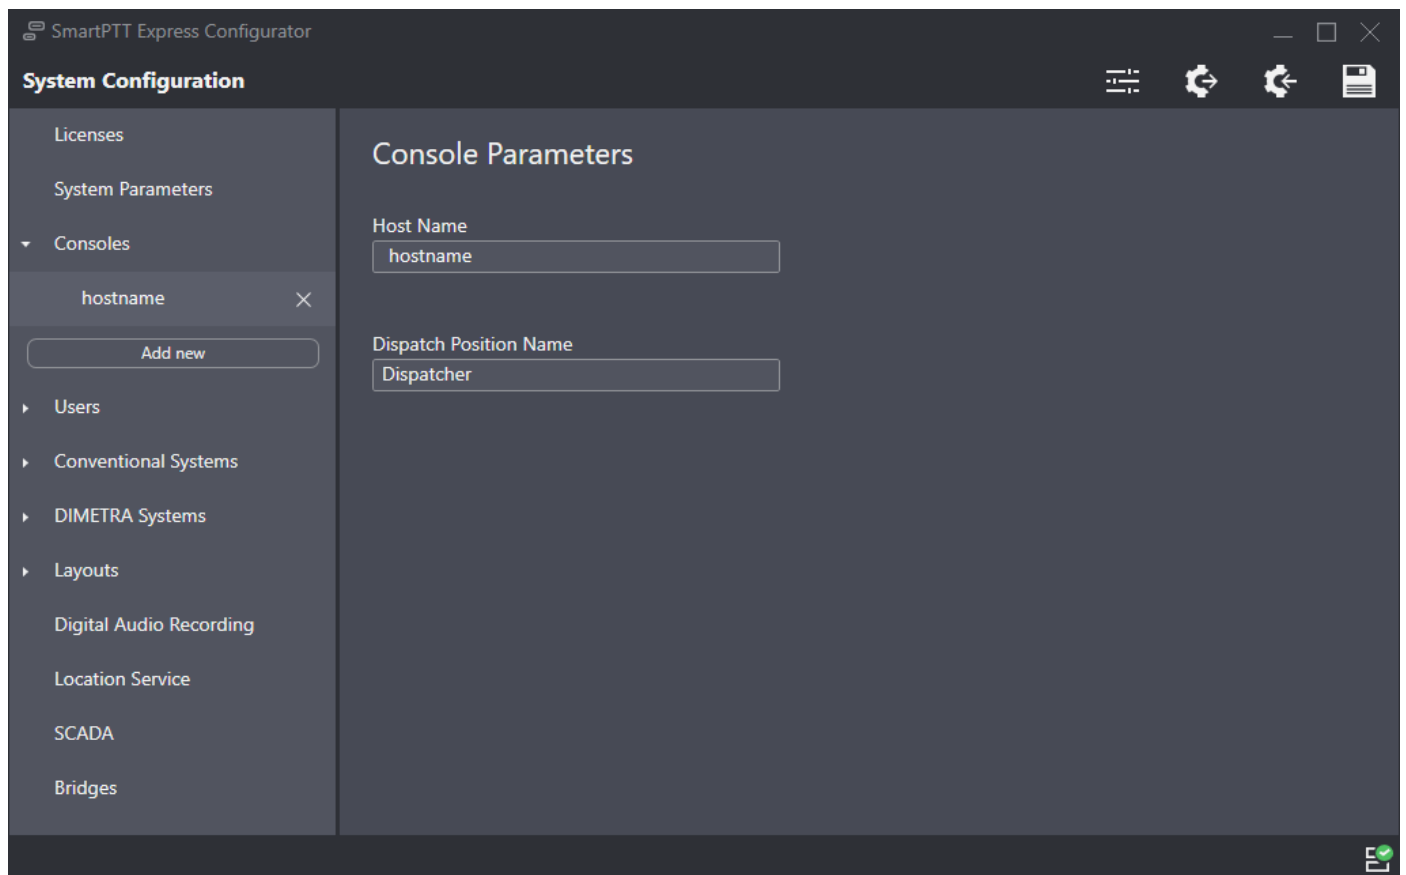 SmartPTT Express Configurator
System Configuration
Licenses
System Parameters
Consoles
hostname
Add new
Users
Conventional Systems
DIMETRA Systems
Layouts
Digital Audio Recording
Location Service
SCADA
Bridges
Console Parameters
Host Name
hostname
Dispatch Position Name
Dispatcher